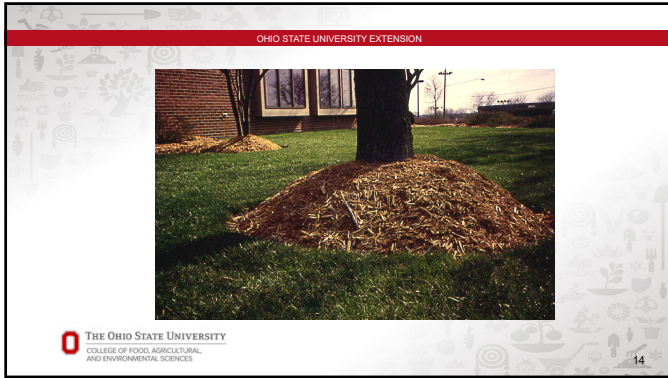 OHIO STATE UNIVERSITY EXTENSION
THE OHIO STATE UNIVERSITY
COLLEGE OF FOOD, AGRICULTURAL,
AND ENVIRONMENTAL SCIENCES
14